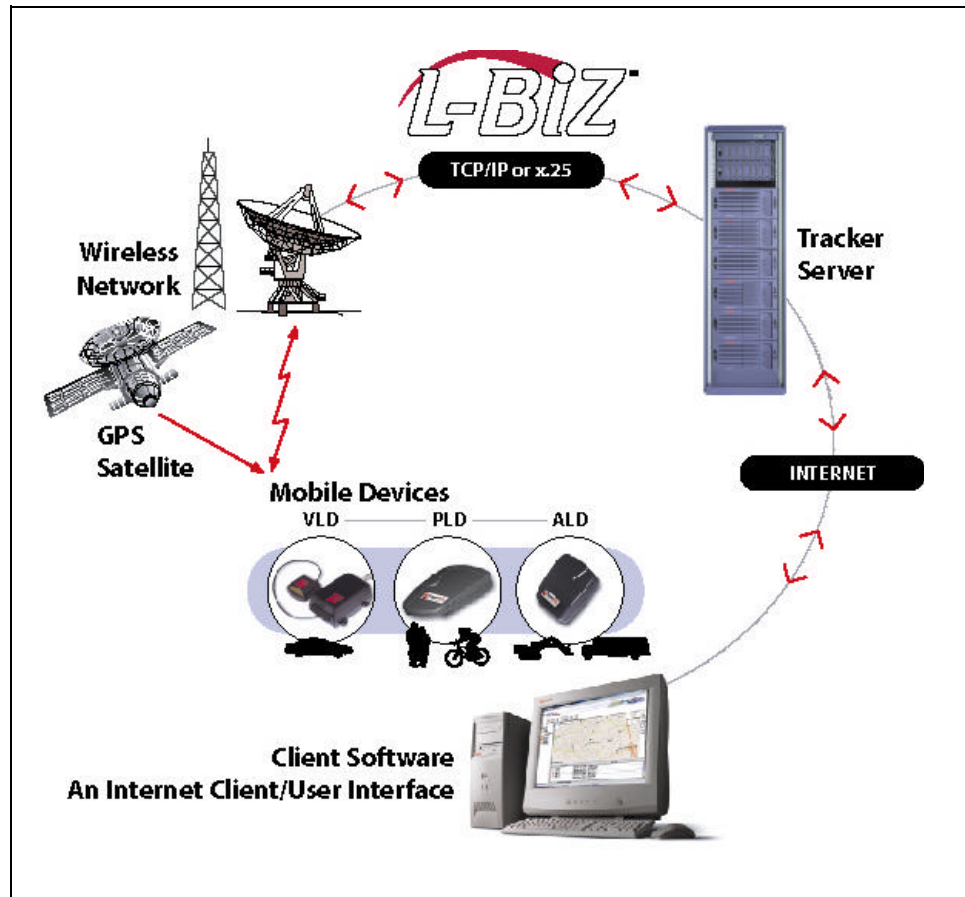 L-BiZ™
TCP/IP or x.25
Wireless
Network
Tracker
Server
GPS
Satellite
INTERNET
Mobile Devices
VLD PLD ALD
Client Software
An Internet Client/User Interface